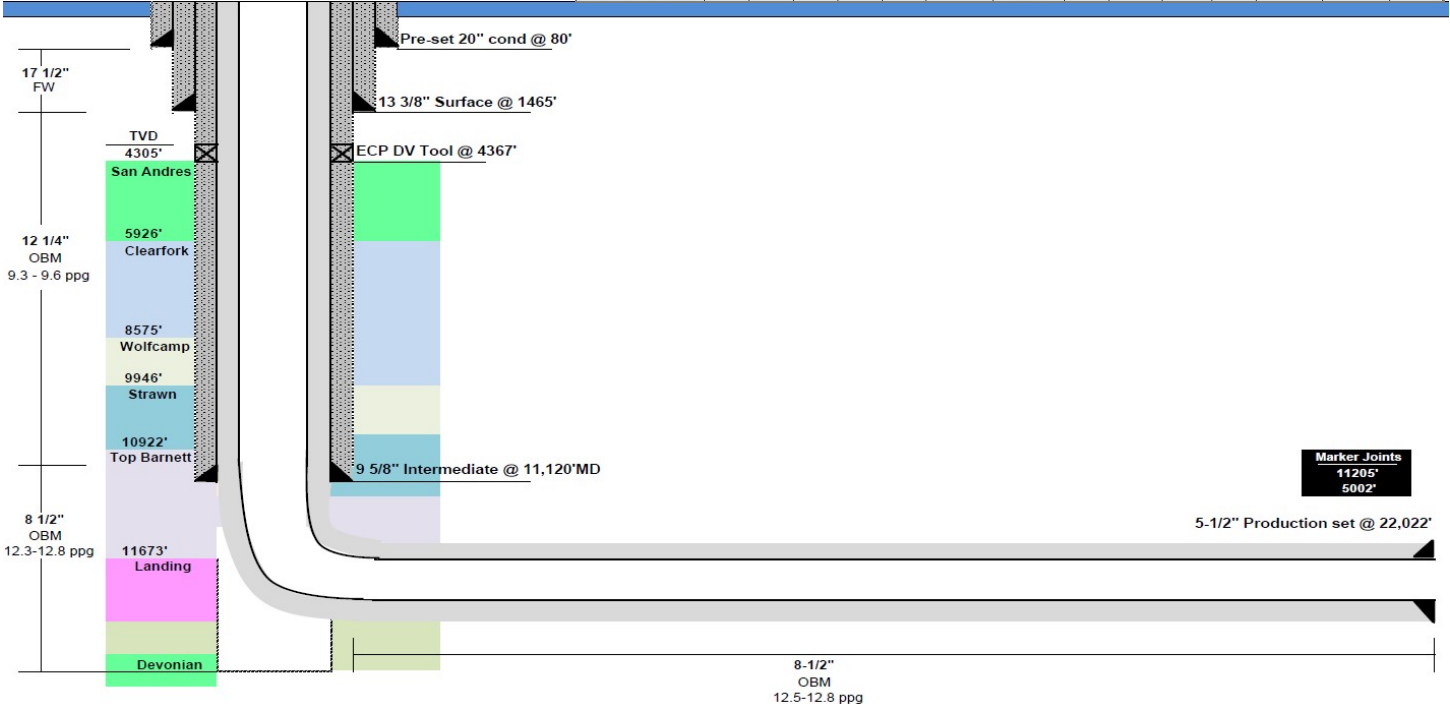 Pre-set 20" cond @ 80'
17 1/2"
FW
13 3/8" Surface @ 1465'
TVD
4305'
ECP DV Tool @ 4367'
San Andres
5926'
Clearfork
12 1/4"
OBM
9.3 - 9.6 ppg
8575'
Wolfcamp
9946'
Strawn
10922'
Top Barnett
9 5/8" Intermediate @ 11,120'MD
Marker Joints
11205'
5002'
8 1/2"
OBM
12.3-12.8 ppg
5-1/2" Production set @ 22,022'
11673'
Landing
Devonian
8-1/2"
OBM
12.5-12.8 ppg